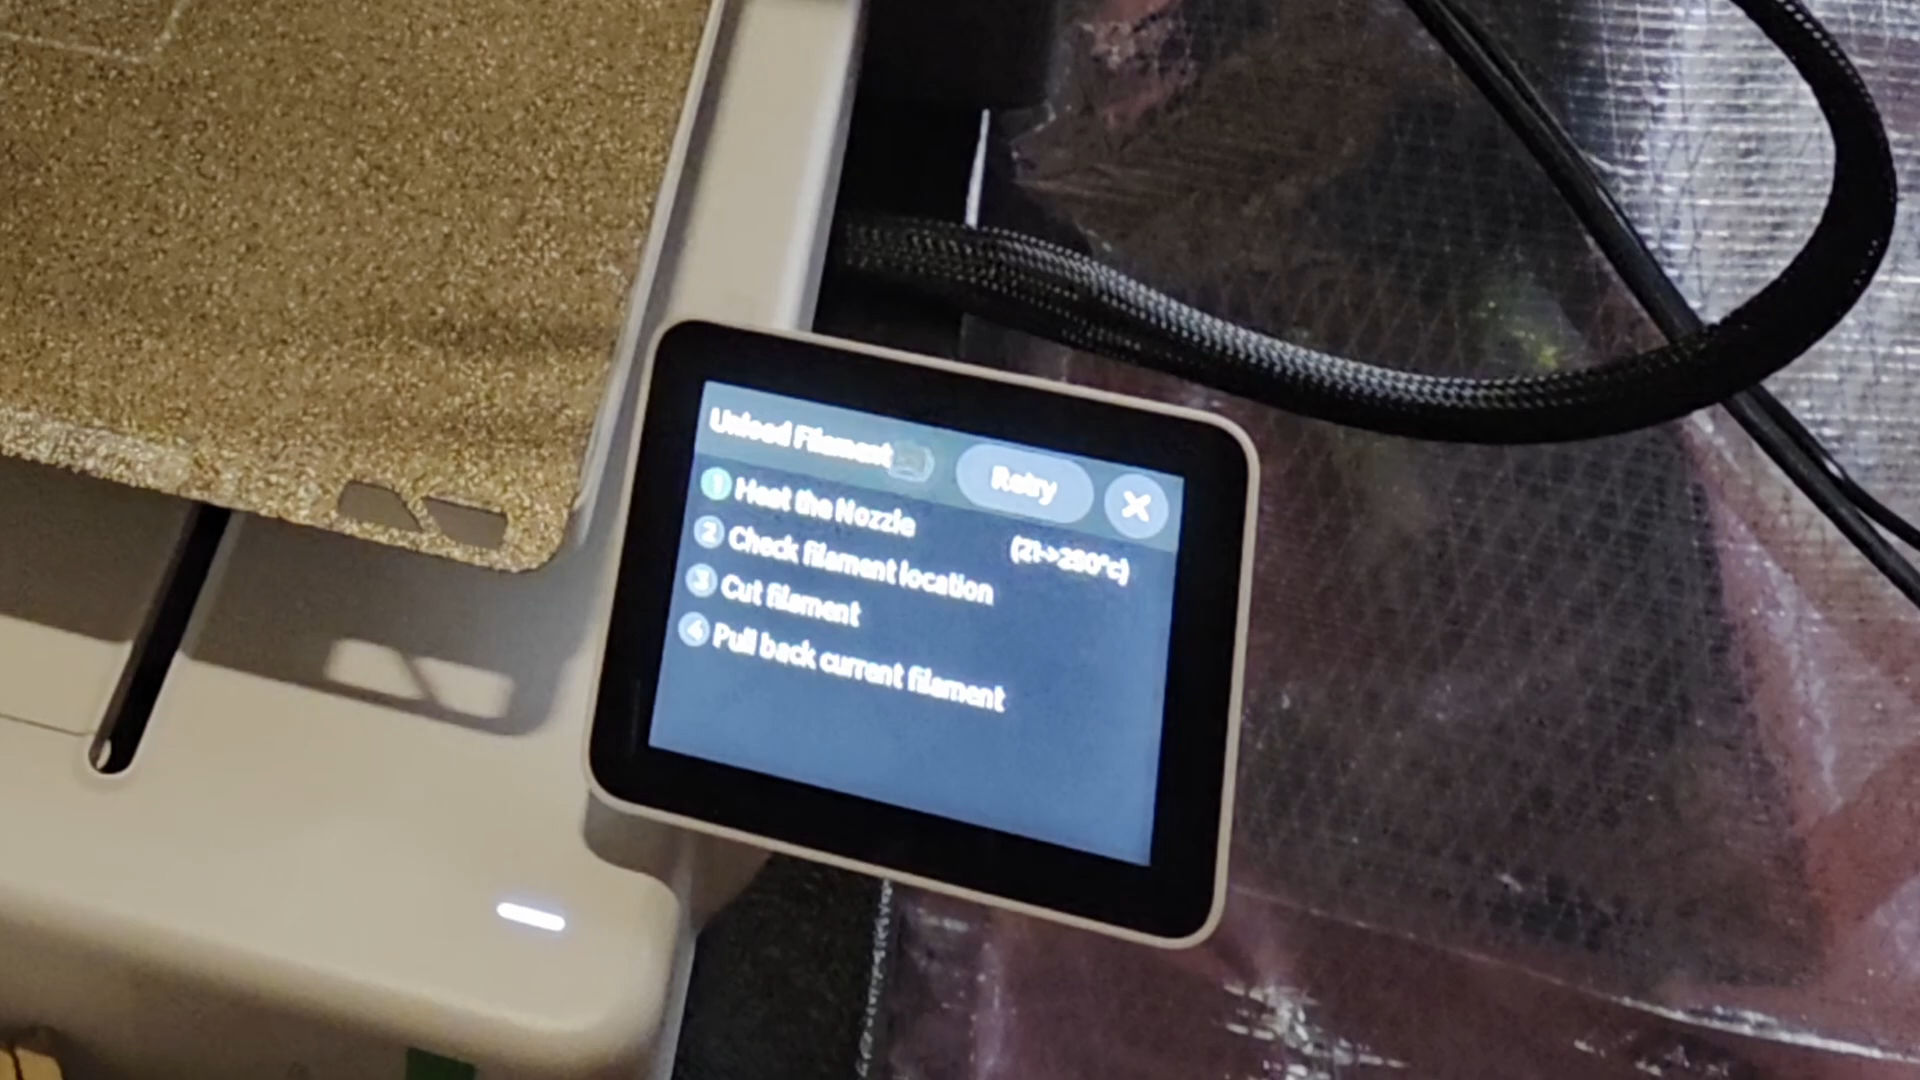 Unload Filament
Retry
1 Heat the Nozzle
(21->280°c)
2 Check filament location
3 Cut filament
4 Pull back current filament